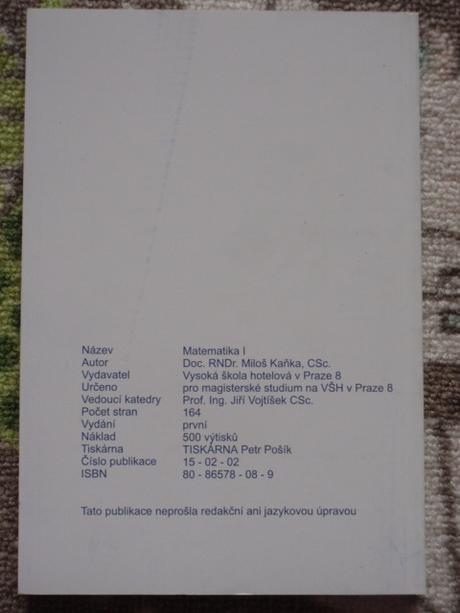 Název Matematika I
Autor Doc. RNDr. Miloš Kaňka, CSc.
Vydavatel Vysoká škola hotelová v Praze 8
Určeno pro magisterské studium na VŠH v Praze 8
Vedoucí katedry Prof. Ing. Jiří Vojtíšek CSc.
Počet stran 164
Vydání první
Náklad 500 výtisků
Tiskárna TISKÁRNA Petr Pošík
Číslo publikace 15 - 02 - 02
ISBN 80 - 86578 - 08 - 9
Tato publikace neprošla redakční ani jazykovou úpravou